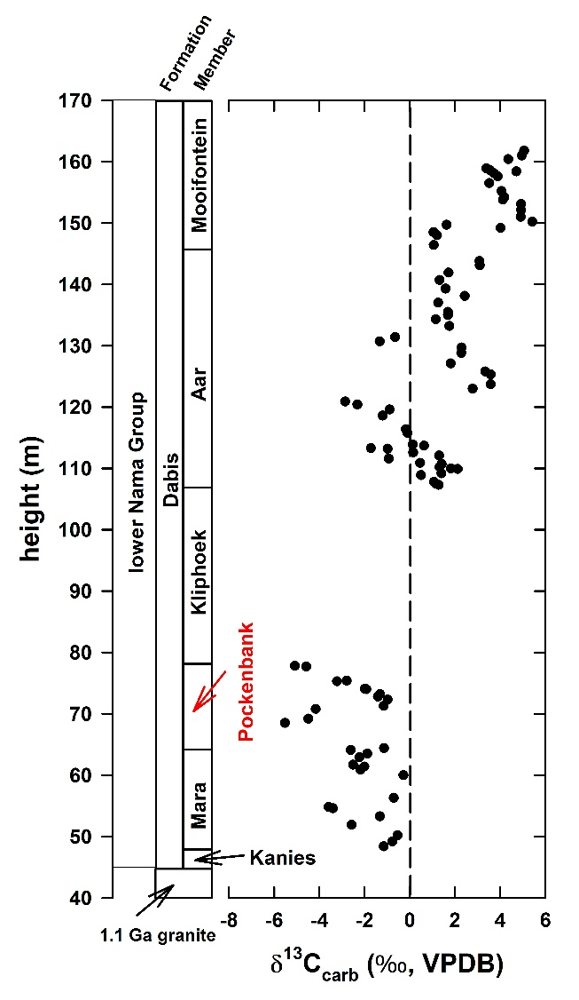 Formation
Member
170
160
150
140
130
120
110
100
90
80
70
60
50
40
height (m)
lower Nama Group
Dabis
Mooifontein
Aar
Kliphoek
Pockenbank
Mara
Kanies
1.1 Ga granite
-8 -6 -4 -2 0 2 4 6
δ¹³C_carb (‰, VPDB)